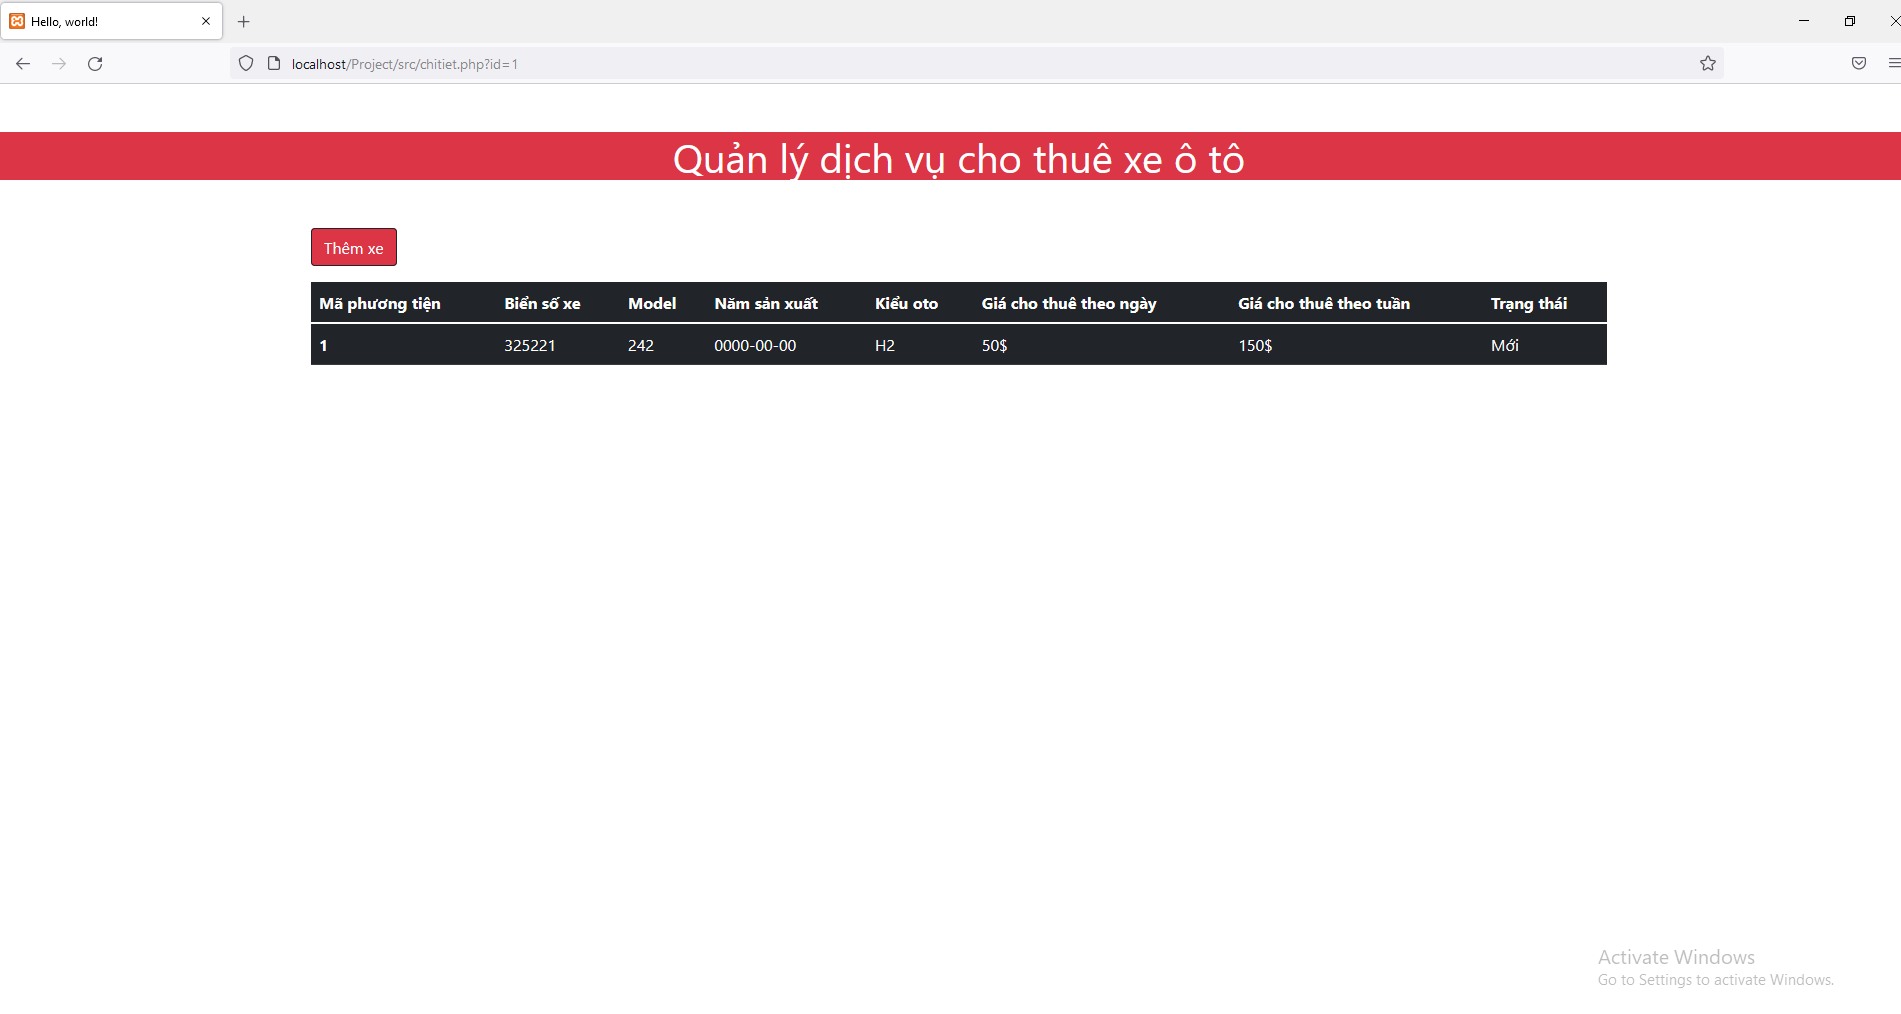 Hello, world!
localhost/Project/src/chitiet.php?id=1
Quản lý dịch vụ cho thuê xe ô tô
Thêm xe
Mã phương tiện Biển số xe Model Năm sản xuất Kiểu oto Giá cho thuê theo ngày Giá cho thuê theo tuần Trạng thái
1 325221 242 0000-00-00 H2 50$ 150$ Mới
Activate Windows
Go to Settings to activate Windows.